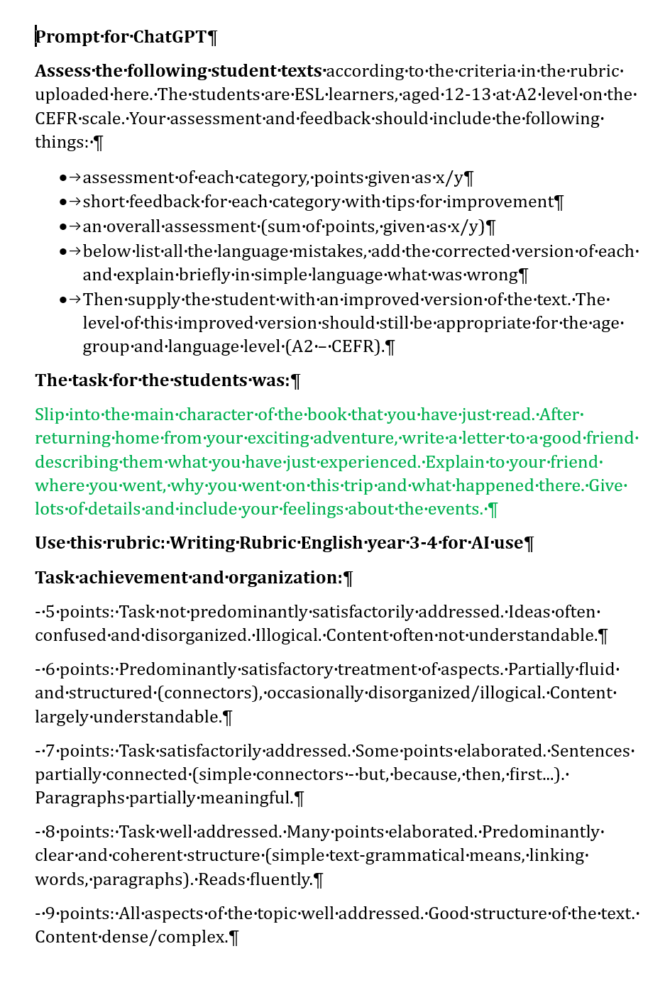 Prompt·for·ChatGPT¶
Assess·the·following·student·texts·according·to·the·criteria·in·the·rubric·
uploaded·here.·The·students·are·ESL·learners,·aged·12-13·at·A2·level·on·the·
CEFR·scale.·Your·assessment·and·feedback·should·include·the·following·
things:·¶
●→assessment·of·each·category,·points·given·as·x/y¶
●→short·feedback·for·each·category·with·tips·for·improvement¶
●→an·overall·assessment·(sum·of·points,·given·as·x/y)¶
●→below·list·all·the·language·mistakes,·add·the·corrected·version·of·each·
and·explain·briefly·in·simple·language·what·was·wrong¶
●→Then·supply·the·student·with·an·improved·version·of·the·text.·The·
level·of·this·improved·version·should·still·be·appropriate·for·the·age·
group·and·language·level·(A2·–·CEFR).¶
The·task·for·the·students·was:¶
Slip·into·the·main·character·of·the·book·that·you·have·just·read.·After·
returning·home·from·your·exciting·adventure,·write·a·letter·to·a·good·friend·
describing·them·what·you·have·just·experienced.·Explain·to·your·friend·
where·you·went,·why·you·went·on·this·trip·and·what·happened·there.·Give·
lots·of·details·and·include·your·feelings·about·the·events.·¶
Use·this·rubric:·Writing·Rubric·English·year·3-4·for·AI·use¶
Task·achievement·and·organization:¶
-·5·points:·Task·not·predominantly·satisfactorily·addressed.·Ideas·often·
confused·and·disorganized.·Illogical.·Content·often·not·understandable.¶
-·6·points:·Predominantly·satisfactory·treatment·of·aspects.·Partially·fluid·
and·structured·(connectors),·occasionally·disorganized/illogical.·Content·
largely·understandable.¶
-·7·points:·Task·satisfactorily·addressed.·Some·points·elaborated.·Sentences·
partially·connected·(simple·connectors·-·but,·because,·then,·first...).·
Paragraphs·partially·meaningful.¶
-·8·points:·Task·well·addressed.·Many·points·elaborated.·Predominantly·
clear·and·coherent·structure·(simple·text-grammatical·means,·linking·
words,·paragraphs).·Reads·fluently.¶
-·9·points:·All·aspects·of·the·topic·well·addressed.·Good·structure·of·the·text.·
Content·dense/complex.¶